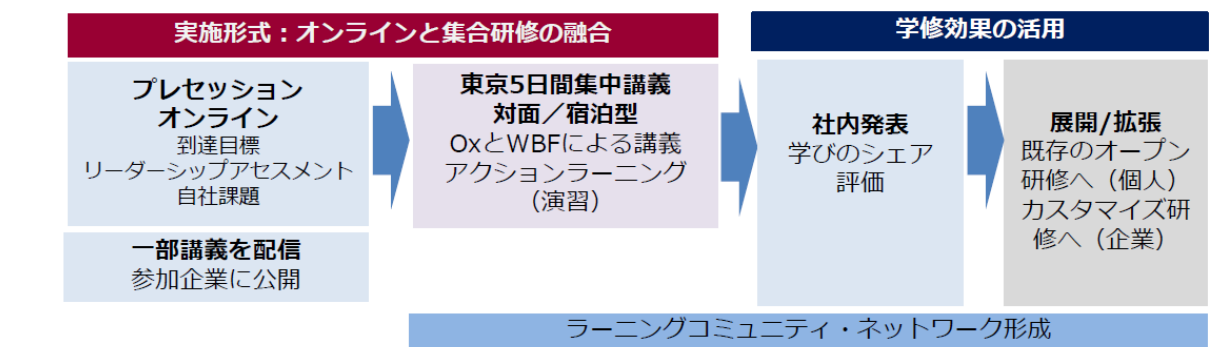 実施形式：オンラインと集合研修の融合
学修効果の活用
プレセッション
オンライン
到達目標
リーダーシップアセスメント
自社課題
一部講義を配信
参加企業に公開
東京5日間集中講義
対面／宿泊型
OxとWBFによる講義
アクションラーニング
（演習）
社内発表
学びのシェア
評価
展開/拡張
既存のオープン
研修へ（個人）
カスタマイズ研
修へ（企業）
ラーニングコミュニティ・ネットワーク形成